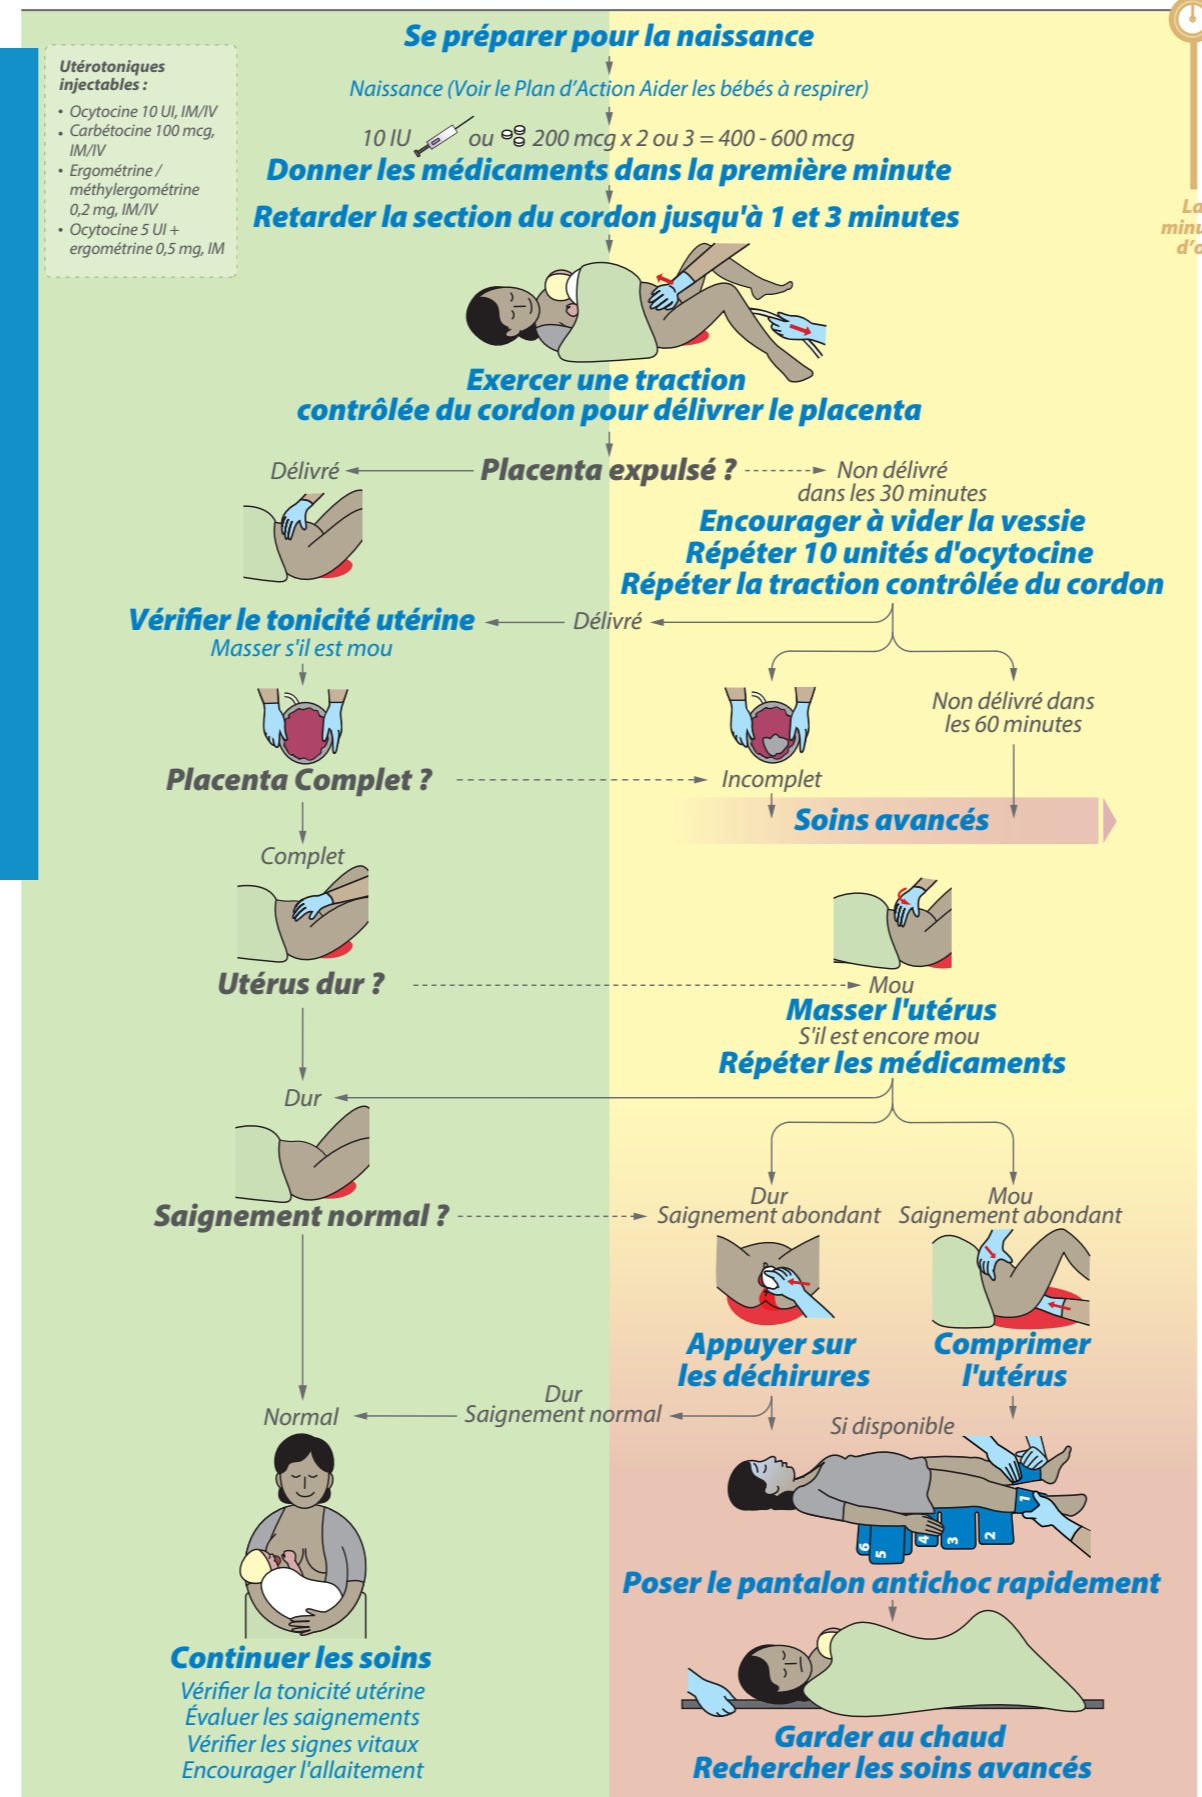 Se préparer pour la naissance
Utérotoniques
injectables :
• Ocytocine 10 UI, IM/IV
• Carbétocine 100 mcg,
IM/IV
• Ergométrine /
méthylergométrine
0,2 mg, IM/IV
• Ocytocine 5 UI +
ergométrine 0,5 mg, IM
Naissance (Voir le Plan d’Action Aider les bébés à respirer)
10 IU ou 200 mcg x 2 ou 3 = 400 - 600 mcg
Donner les médicaments dans la première minute
Retarder la section du cordon jusqu'à 1 et 3 minutes
La
minu
d’o
Exercer une traction
contrôlée du cordon pour délivrer le placenta
Délivré
Placenta expulsé ?
Non délivré
dans les 30 minutes
Encourager à vider la vessie
Répéter 10 unités d'ocytocine
Répéter la traction contrôlée du cordon
Vérifier le tonicité utérine
Délivré
Masser s'il est mou
Non délivré dans
les 60 minutes
Placenta Complet ?
Incomplet
Soins avancés
Complet
Utérus dur ?
Mou
Masser l'utérus
S'il est encore mou
Répéter les médicaments
Dur
Saignement normal ?
Dur
Saignement abondant
Mou
Saignement abondant
Appuyer sur
les déchirures
Comprimer
l'utérus
Normal
Dur
Saignement normal
Si disponible
1
2
3
4
5
6
Poser le pantalon antichoc rapidement
Continuer les soins
Vérifier la tonicité utérine
Évaluer les saignements
Vérifier les signes vitaux
Encourager l'allaitement
Garder au chaud
Rechercher les soins avancés